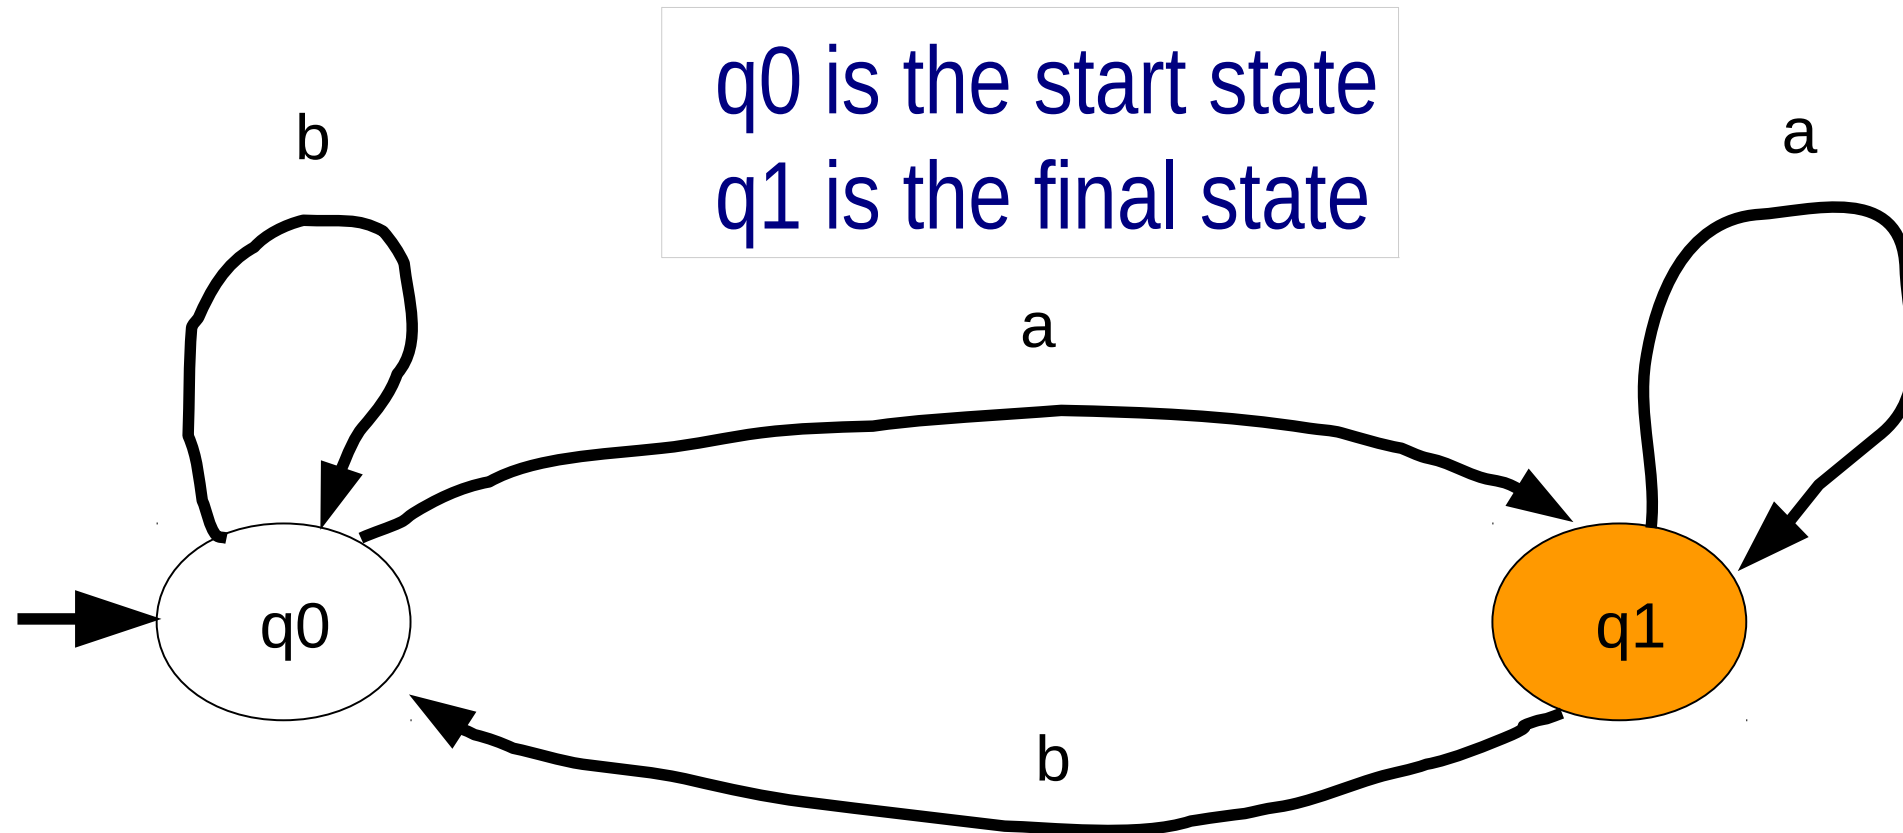 q0 is the start state
q1 is the final state
b
a
a
q0
q1
b